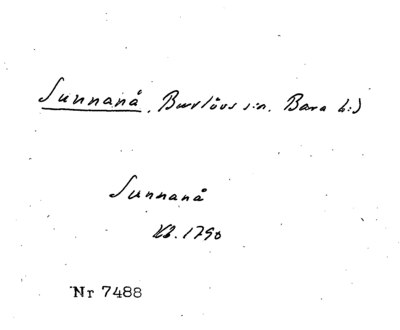 Sunnanå, Burlövs s:n. Bara h:d
Sunnanå
Kb. 1790
Nr 7488